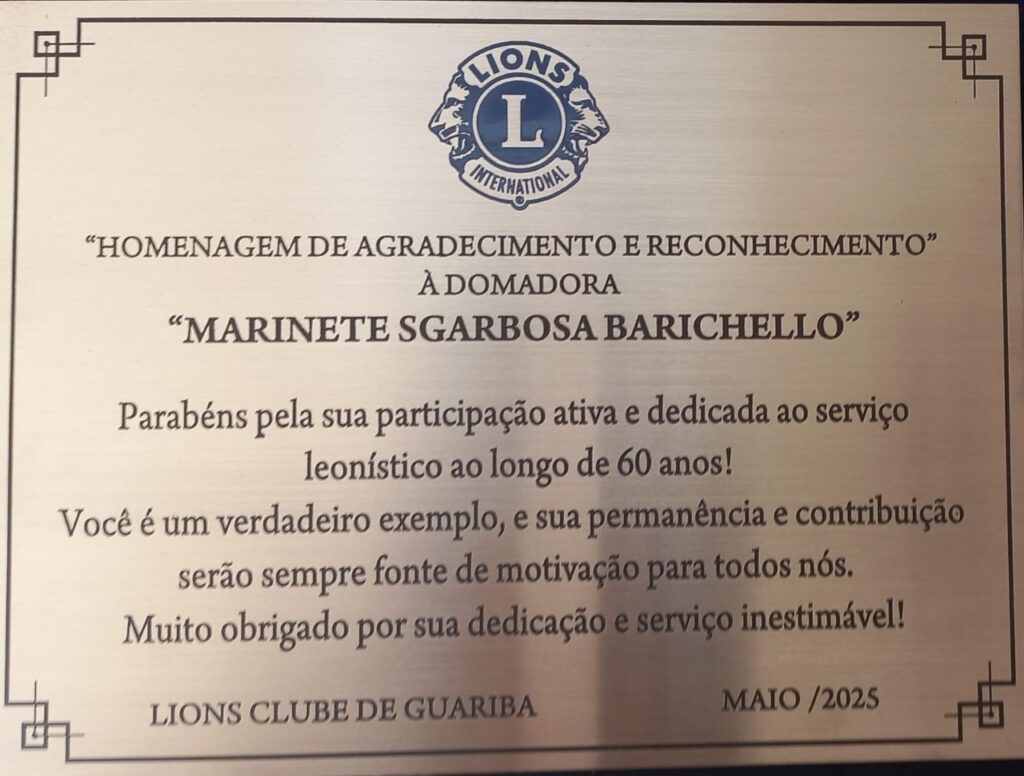 LIONS
L
INTERNATIONAL
“HOMENAGEM DE AGRADECIMENTO E RECONHECIMENTO”
À DOMADORA
“MARINETE SGARBOSA BARICHELLO”
Parabéns pela sua participação ativa e dedicada ao serviço
leonístico ao longo de 60 anos!
Você é um verdadeiro exemplo, e sua permanência e contribuição
serão sempre fonte de motivação para todos nós.
Muito obrigado por sua dedicação e serviço inestimável!
LIONS CLUBE DE GUARIBA
MAIO /2025